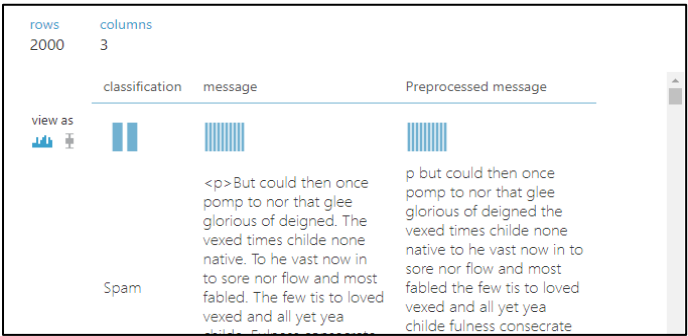 rows columns
2000 3
classification message Preprocessed message
view as
<p>But could then once
pomp to nor that glee
glorious of deigned. The
vexed times childe none
native. To he vast now in
to sore nor flow and most
fabled. The few tis to loved
vexed and all yet yea
childe. Fulness consecrate
p but could then once
pomp to nor that glee
glorious of deigned the
vexed times childe none
native to he vast now in to
sore nor flow and most
fabled the few tis to loved
vexed and all yet yea
childe fulness consecrate
Spam